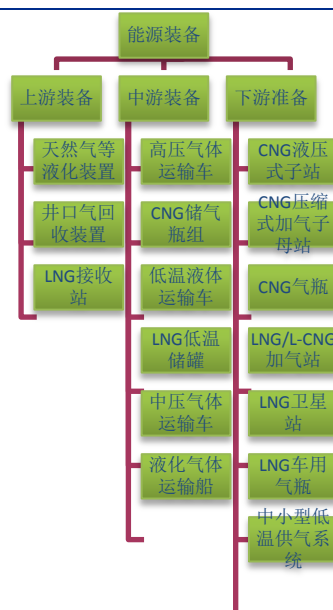 能源装备
上游装备
天然气等
液化装置
井口气回
收装置
LNG接收
站
中游装备
高压气体
运输车
CNG储气
瓶组
低温液体
运输车
LNG低温
储罐
中压气体
运输车
液化气体
运输船
下游准备
CNG液压
式子站
CNG压缩
式加气子
母站
CNG气瓶
LNG/L-CNG
加气站
LNG卫星
站
LNG车用
气瓶
中小型低
温供气系
统